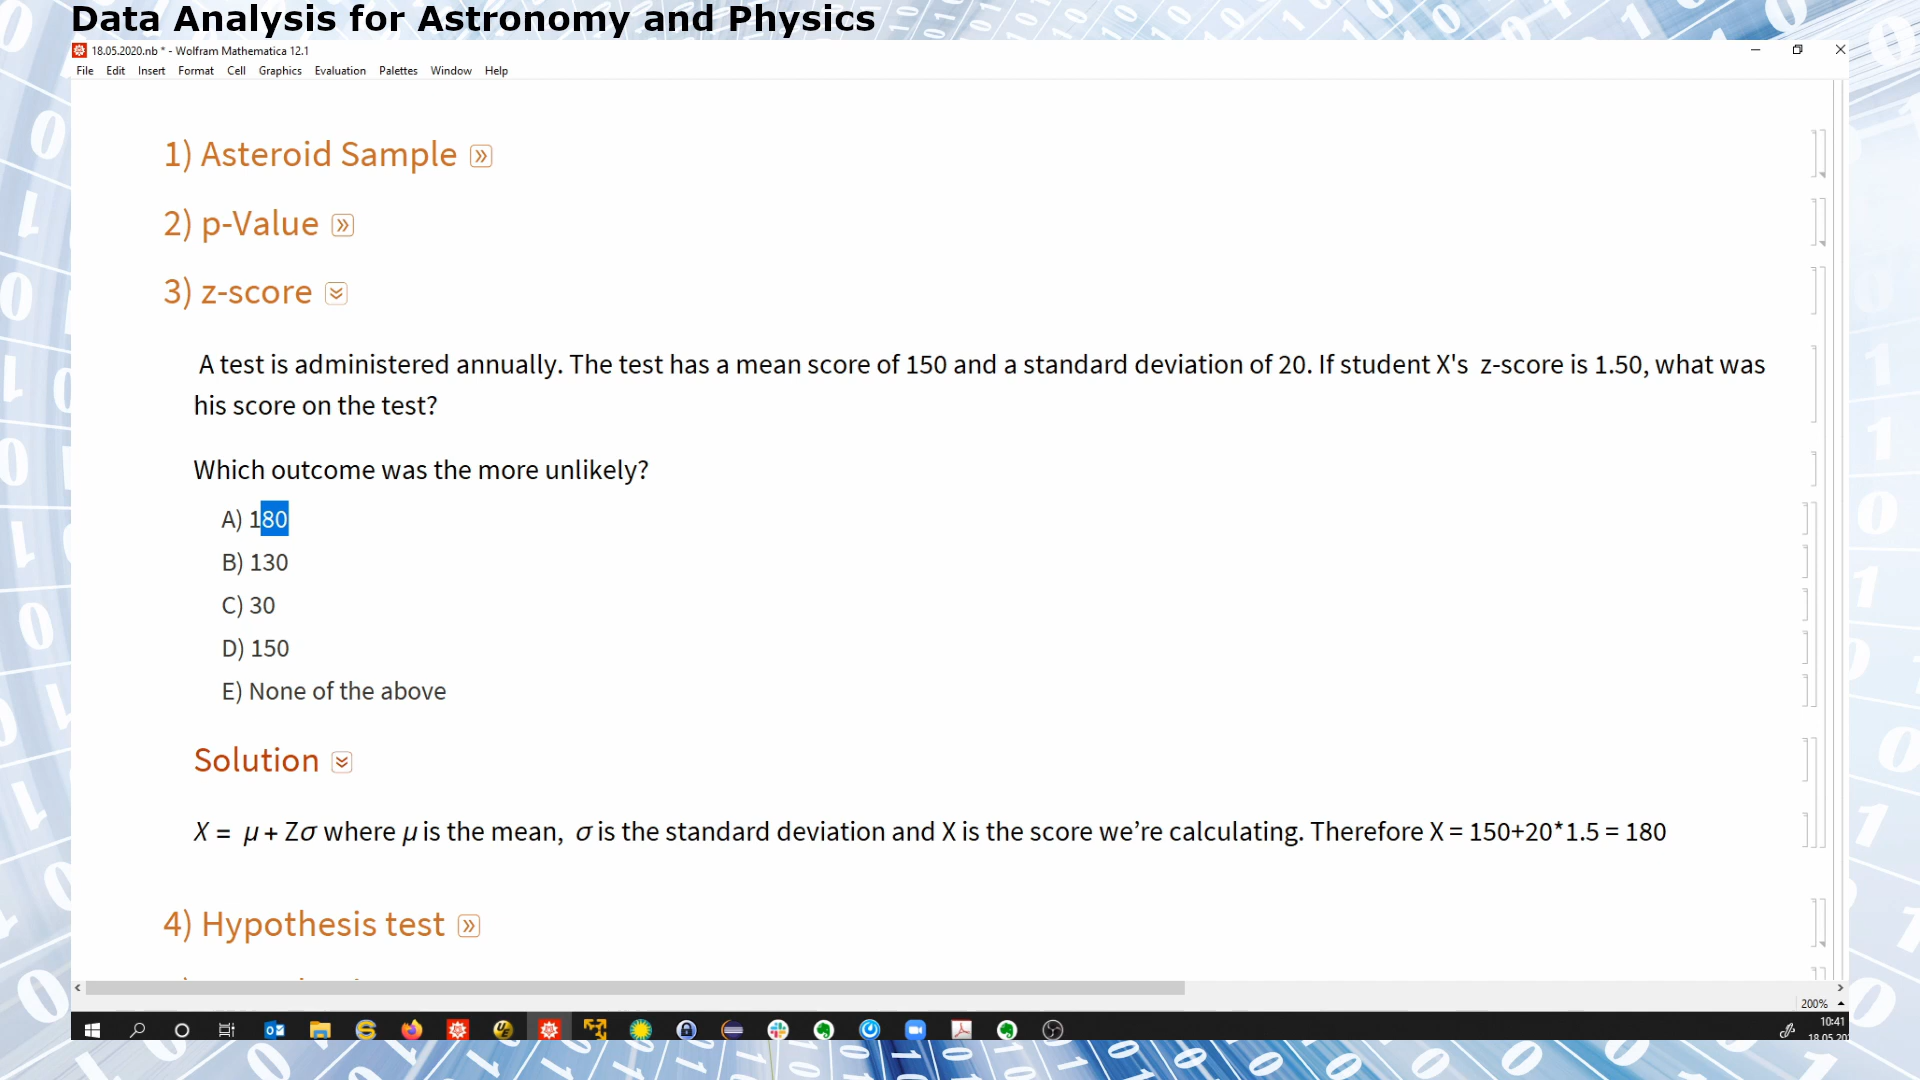 Data Analysis for Astronomy and Physics
18.05.2020.nb * - Wolfram Mathematica 12.1
File Edit Insert Format Cell Graphics Evaluation Palettes Window Help
1) Asteroid Sample
2) p-Value
3) z-score
A test is administered annually. The test has a mean score of 150 and a standard deviation of 20. If student X's z-score is 1.50, what was
his score on the test?
Which outcome was the more unlikely?
A) 180
B) 130
C) 30
D) 150
E) None of the above
Solution
X = μ + Zσ where μ is the mean, σ is the standard deviation and X is the score we’re calculating. Therefore X = 150+20*1.5 = 180
4) Hypothesis test
200%
10:41